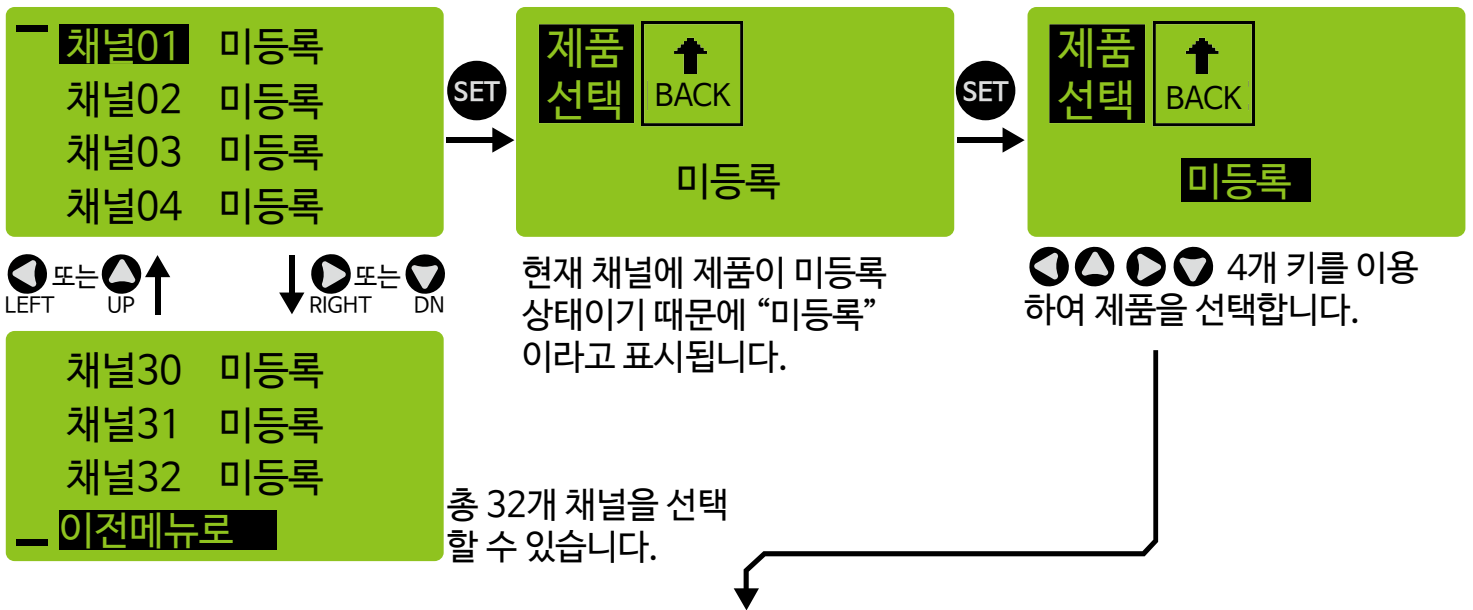 채널01 미등록
채널02 미등록
채널03 미등록
채널04 미등록
SET
제품
선택
BACK
미등록
SET
제품
선택
BACK
미등록
또는
LEFT UP
또는
RIGHT DN
현재 채널에 제품이 미등록
상태이기 때문에 “미등록”
이라고 표시됩니다.
4개 키를 이용
하여 제품을 선택합니다.
채널30 미등록
채널31 미등록
채널32 미등록
이전메뉴로
총 32개 채널을 선택
할 수 있습니다.